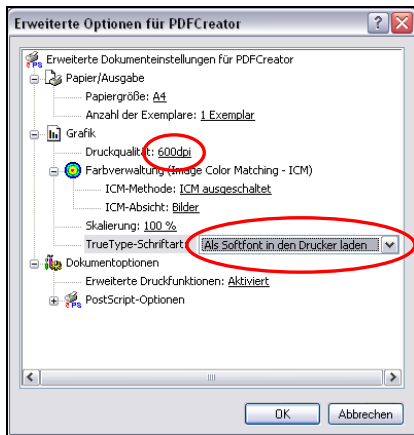 Erweiterte Optionen für PDFCreator
Erweiterte Dokumenteinstellungen für PDFCreator
Papier/Ausgabe
Papiergröße: A4
Anzahl der Exemplare: 1 Exemplar
Grafik
Druckqualität: 600dpi
Farbverwaltung (Image Color Matching - ICM)
ICM-Methode: ICM ausgeschaltet
ICM-Absicht: Bilder
Skalierung: 100 %
TrueType-Schriftart: Als Softfont in den Drucker laden
Dokumentoptionen
Erweiterte Druckfunktionen: Aktiviert
PostScript-Optionen
OK Abbrechen